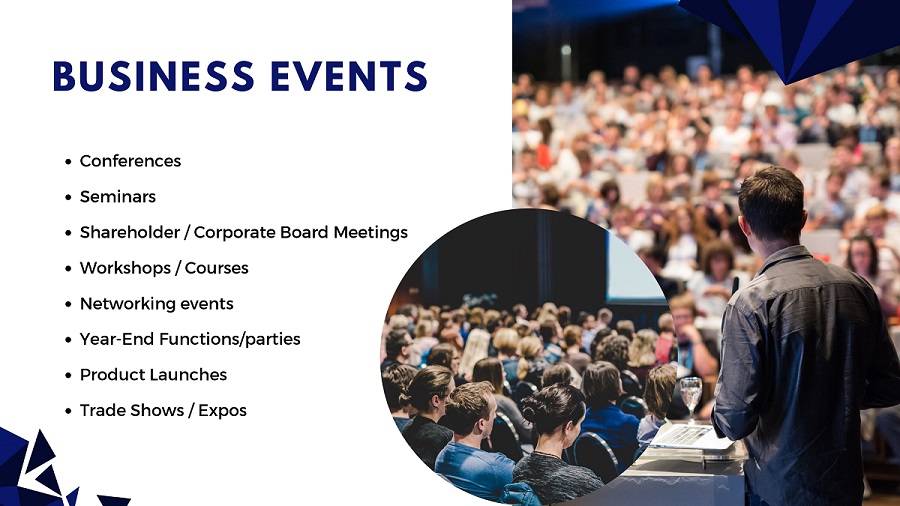 BUSINESS EVENTS
• Conferences
• Seminars
• Shareholder / Corporate Board Meetings
• Workshops / Courses
• Networking events
• Year-End Functions/parties
• Product Launches
• Trade Shows / Expos